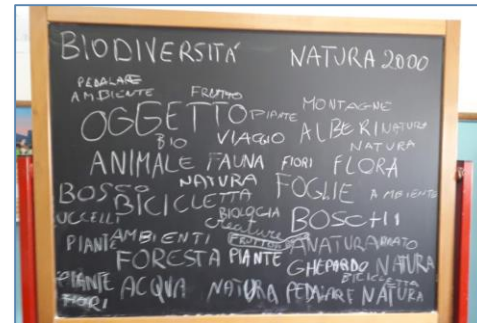 BIODIVERSITÁ NATURA 2000
PEDALARE
AMBIENTE FRUTTO MONTAGNE
OGGETTO PIANTE ALBERI NATURA
BIO VIAGGIO NATURA
ANIMALE FAUNA FIORI FLORA
NATURA FOGLIE AMBIENTE
BOSCO BICICLETTA
UCCELLI BIOLOGIA BOSCHI
creature
PIANTE AMBIENTI FRUTTO NATURA
FORESTA PIANTE GHEPARDO NATURA
BICICLETTA
PIANTE ACQUA NATURA PEDALARE NATURA
FIORI